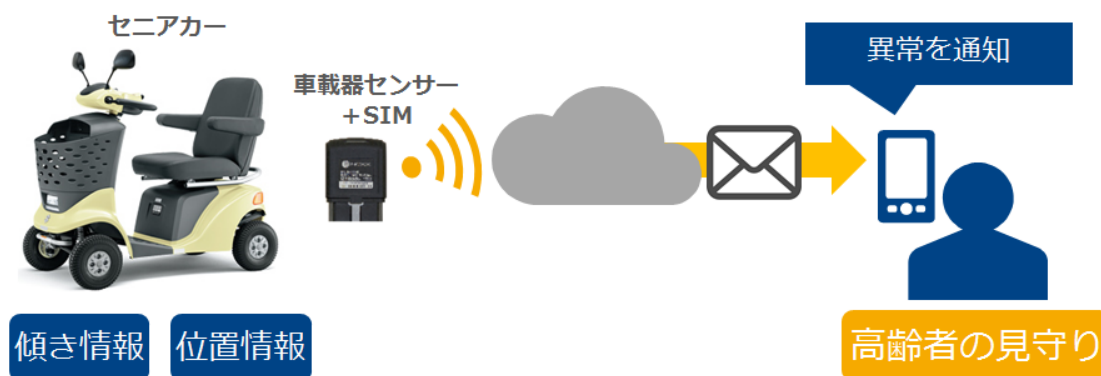 セニアカー
車載器センサー
+SIM
異常を通知
傾き情報
位置情報
高齢者の見守り